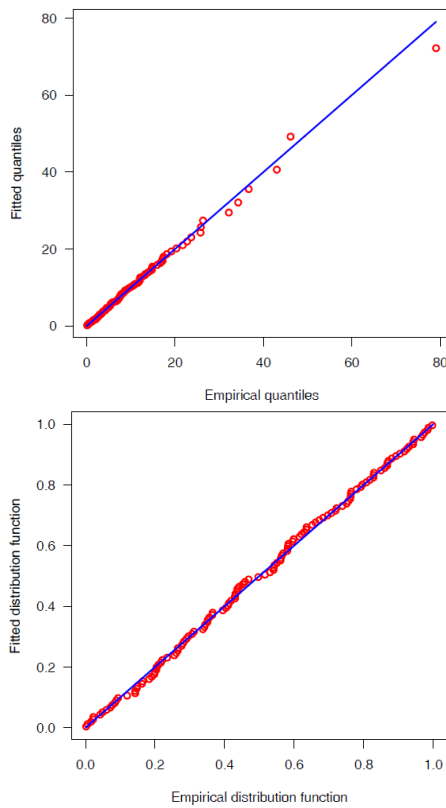 80
60
40
20
0
Fitted quantiles
0 20 40 60 80
Empirical quantiles
1.0
0.8
0.6
0.4
0.2
0.0
Fitted distribution function
0.0 0.2 0.4 0.6 0.8 1.0
Empirical distribution function